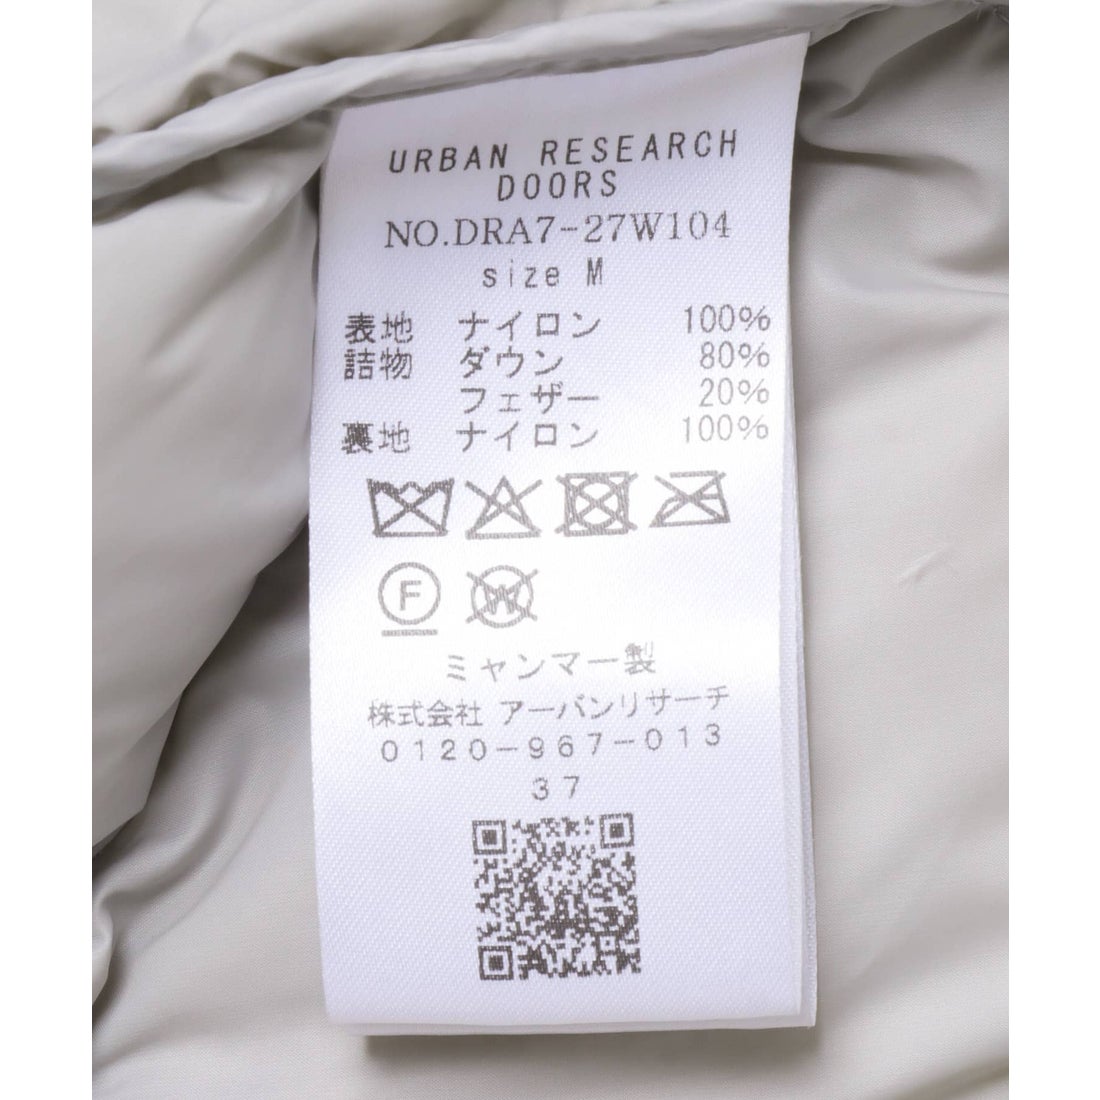 URBAN RESEARCH
DOORS
NO.DRA7-27W104
size M
表地 ナイロン 100%
詰物 ダウン 80%
フェザー 20%
裏地 ナイロン 100%
F W
ミャンマー製
株式会社 アーバンリサーチ
0120-967-013
37